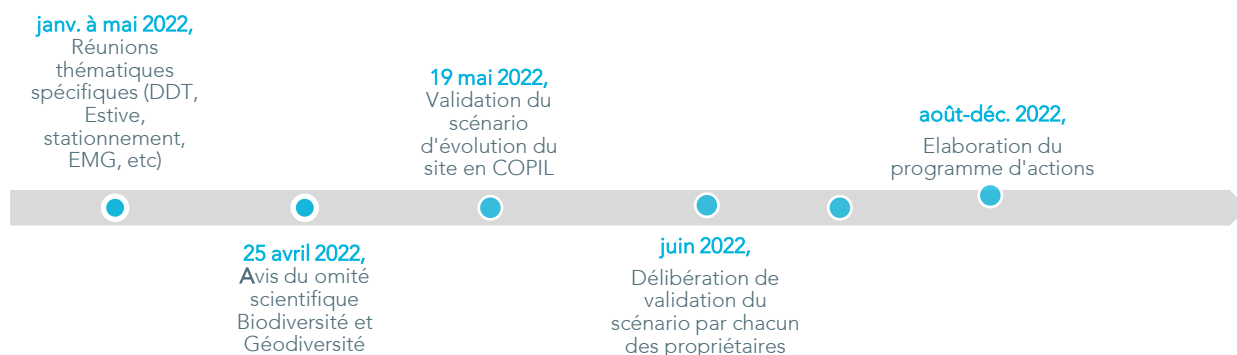 janv. à mai 2022,
Réunions
thématiques
spécifiques (DDT,
Estive,
stationnement,
EMG, etc)
25 avril 2022,
Avis du omité
scientifique
Biodiversité et
Géodiversité
19 mai 2022,
Validation du
scénario
d'évolution du
site en COPIL
juin 2022,
Délibération de
validation du
scénario par chacun
des propriétaires
août-déc. 2022,
Elaboration du
programme d'actions